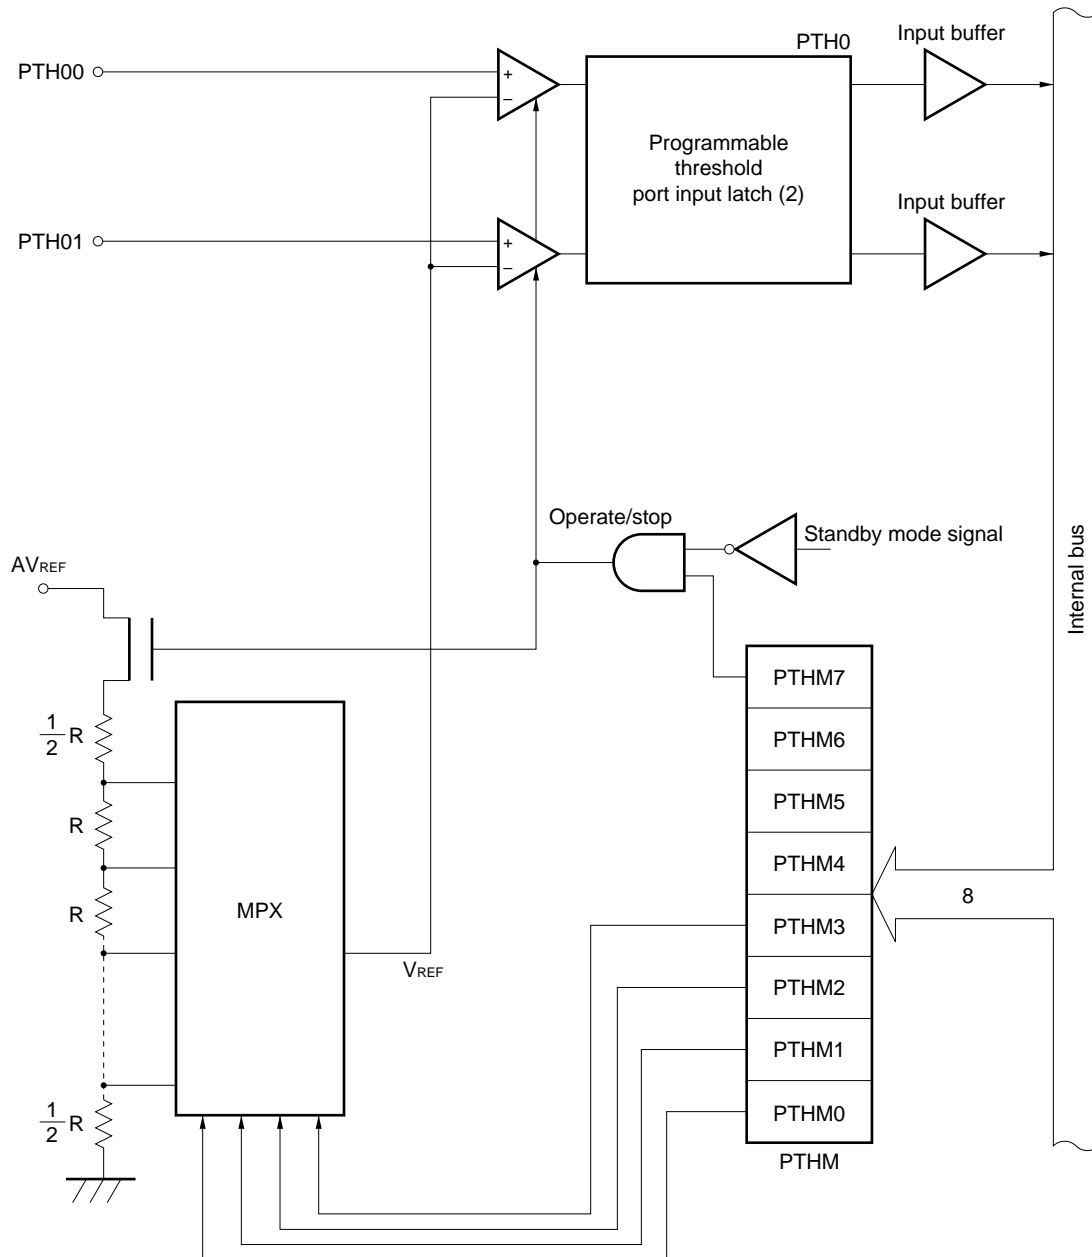 PTH00
+
–
PTH0
Input buffer
Programmable
threshold
port input latch (2)
PTH01
+
–
Input buffer
Operate/stop
Standby mode signal
Internal bus
AVREF
1
2
R
R
R
1
2
R
MPX
VREF
PTHM7
PTHM6
PTHM5
PTHM4
PTHM3
PTHM2
PTHM1
PTHM0
PTHM
8